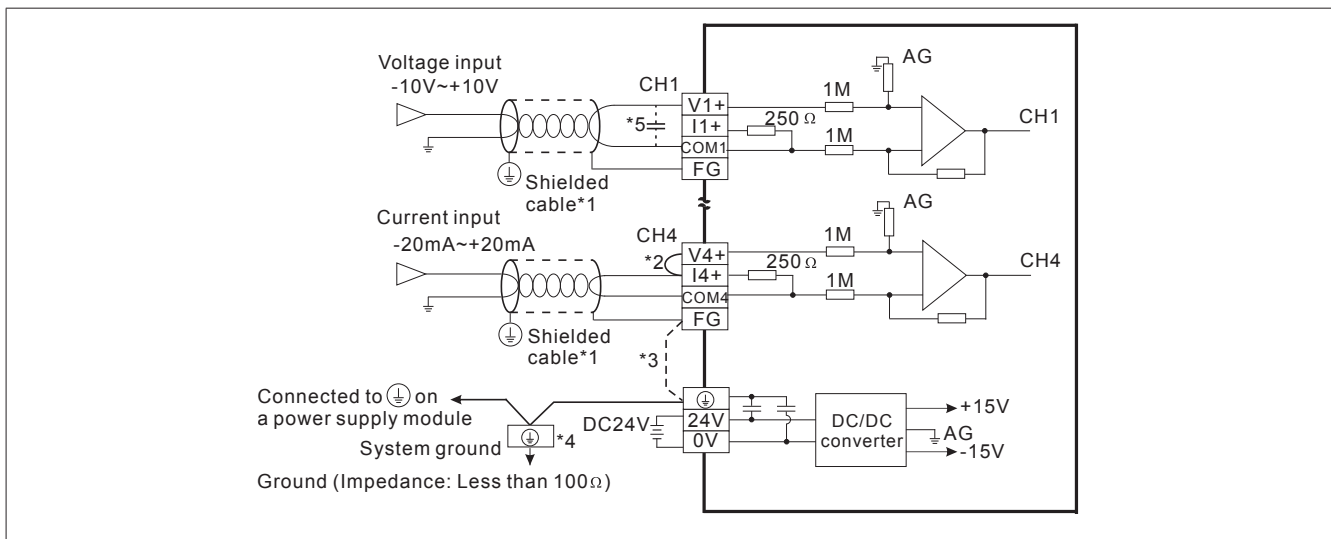 Voltage input
-10V~+10V
CH1
*5
V1+
I1+
COM1
FG
Shielded
cable*1
AG
1M
250 Ω
1M
CH1
Current input
-20mA~+20mA
CH4
*2
V4+
I4+
COM4
FG
Shielded
cable*1
AG
1M
250 Ω
1M
CH4
*3
Connected to ⏚ on
a power supply module
System ground
*4
Ground (Impedance: Less than 100Ω)
DC24V
24V
0V
DC/DC
converter
+15V
AG
-15V